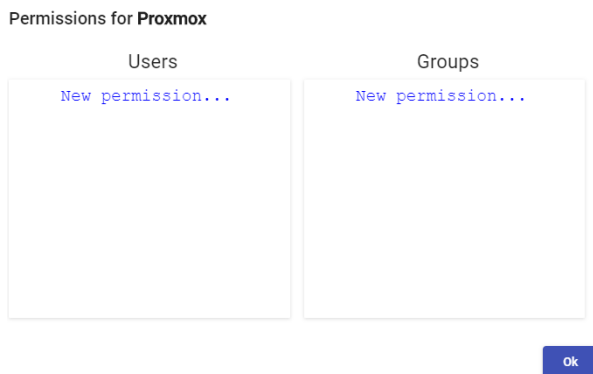 Permissions for Proxmox
Users
Groups
New permission...
New permission...
Ok